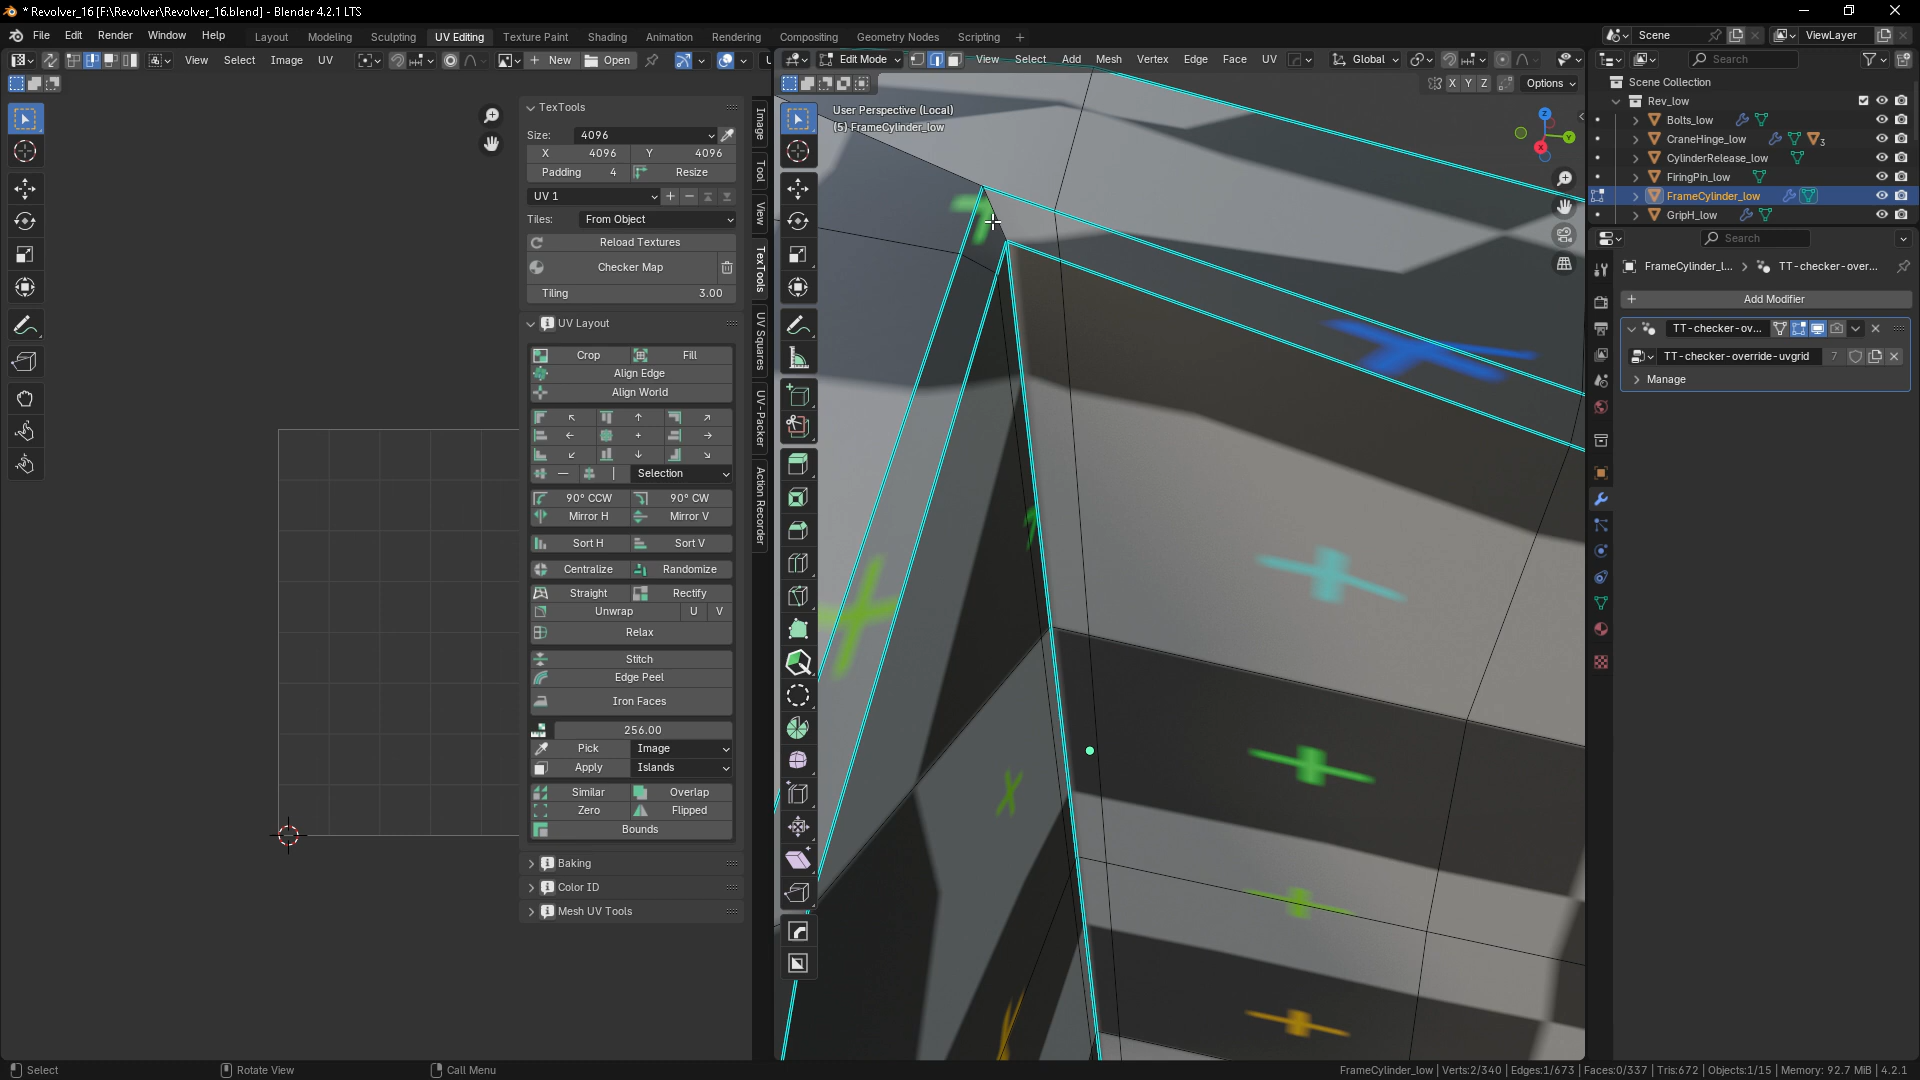 * Revolver_16 [F:\Revolver\Revolver_16.blend] - Blender 4.2.1 LTS
File Edit Render Window Help
Layout Modeling Sculpting UV Editing Texture Paint Shading Animation Rendering Compositing Geometry Nodes Scripting +
Scene
ViewLayer
View Select Image UV
+ New Open
U
Edit Mode
View Select Add Mesh Vertex Edge Face UV
Global
Search
X Y Z
Options
TexTools
Size: 4096
X 4096 Y 4096
Padding 4 Resize
UV 1
Tiles: From Object
Reload Textures
Checker Map
Tiling 3.00
UV Layout
Crop Fill
Align Edge
Align World
Selection
90° CCW 90° CW
Mirror H Mirror V
Sort H Sort V
Centralize Randomize
Straight Rectify
Unwrap U V
Relax
Stitch
Edge Peel
Iron Faces
256.00
Pick Image
Apply Islands
Similar Overlap
Zero Flipped
Bounds
Baking
Color ID
Mesh UV Tools
Image
Tool
View
TexTools
UV Squares
UV-Packer
Action Recorder
User Perspective (Local)
(5) FrameCylinder_low
Z
Y
X
Scene Collection
Rev_low
Bolts_low
CraneHinge_low 3
CylinderRelease_low
FiringPin_low
FrameCylinder_low
GripH_low
Search
FrameCylinder_l... TT-checker-over...
+ Add Modifier
TT-checker-ov...
TT-checker-override-uvgrid 7
Manage
Select
Rotate View
Call Menu
FrameCylinder_low | Verts:2/340 | Edges:1/673 | Faces:0/337 | Tris:672 | Objects:1/15 | Memory: 92.7 MiB | 4.2.1